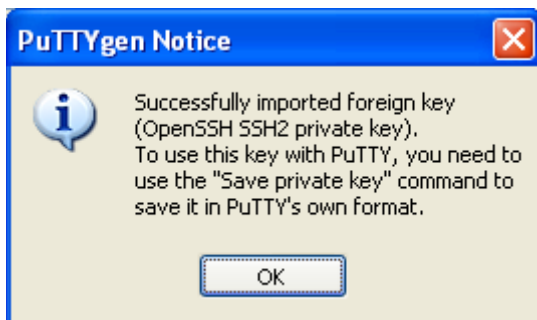 PuTTYgen Notice
Successfully imported foreign key
(OpenSSH SSH2 private key).
To use this key with PuTTY, you need to
use the "Save private key" command to
save it in PuTTY's own format.
OK